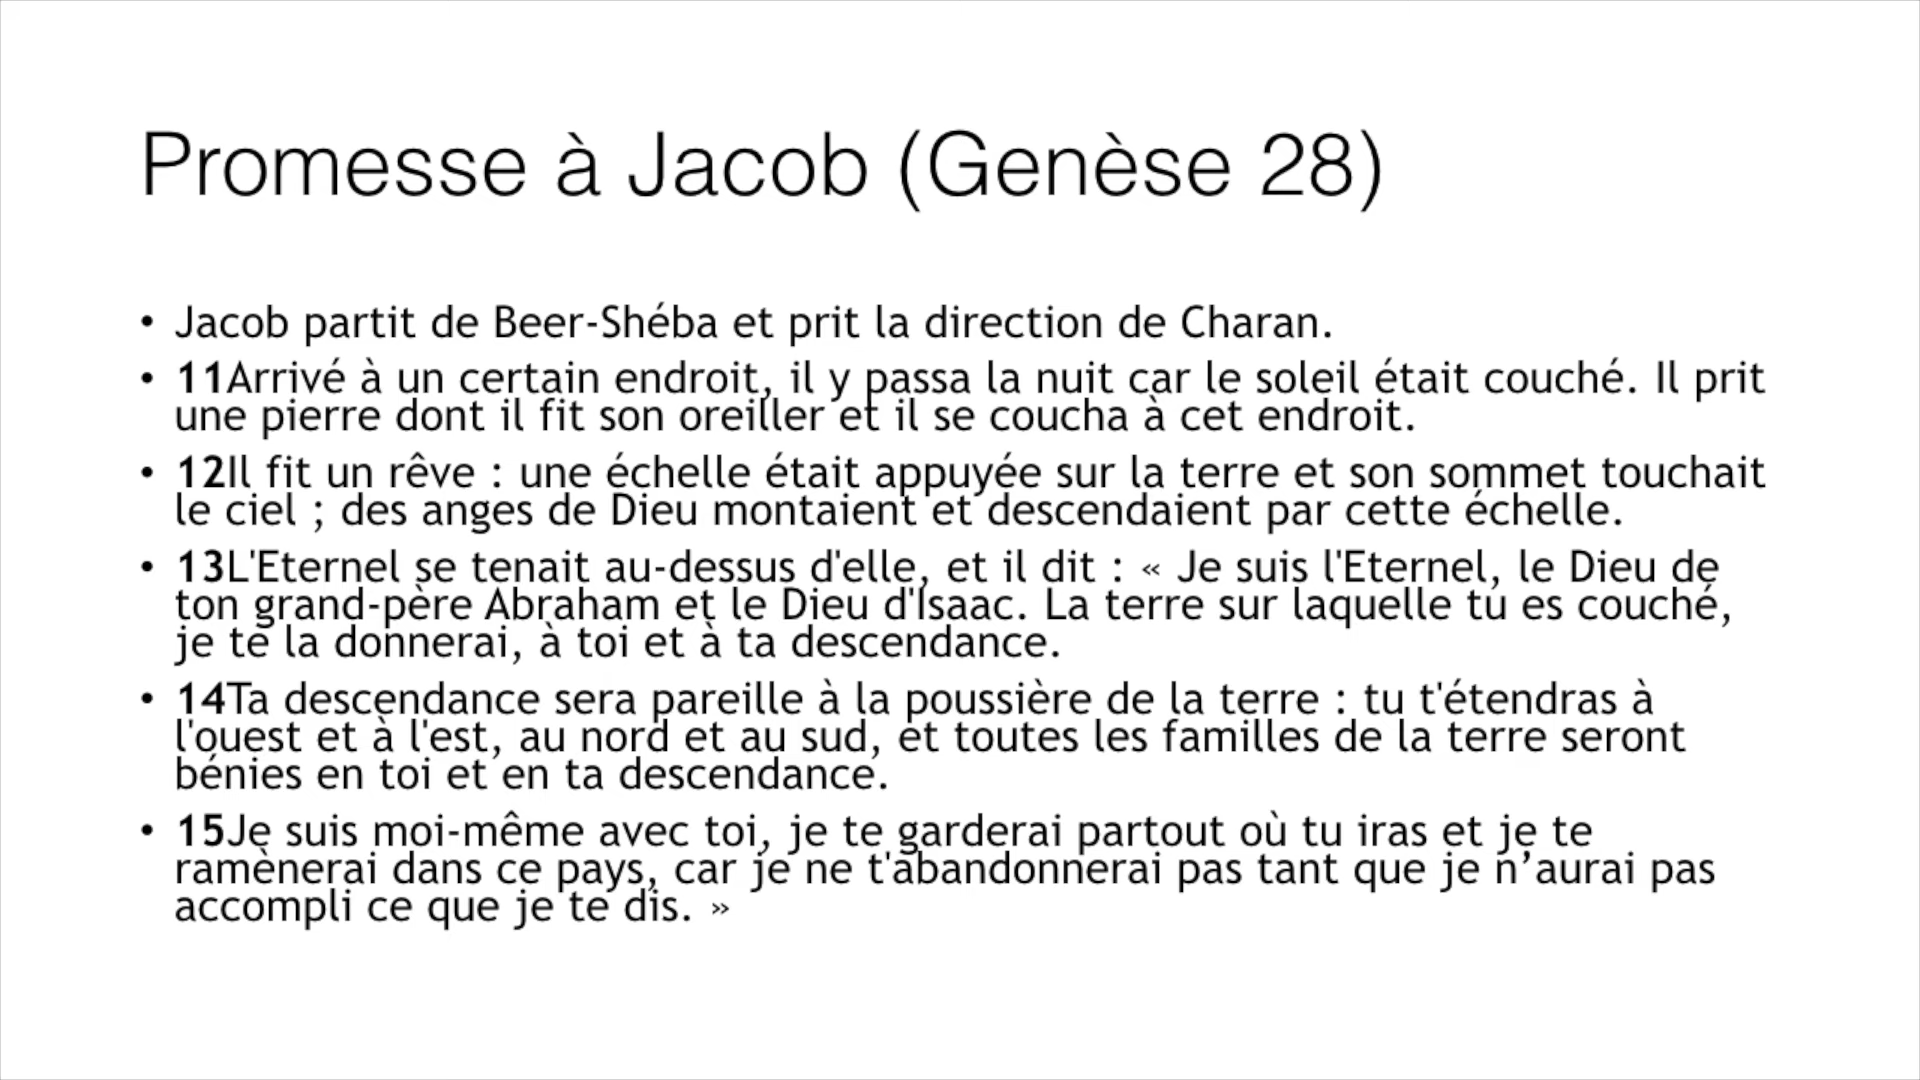 Promesse à Jacob (Genèse 28)
• Jacob partit de Beer-Shéba et prit la direction de Charan.
• 11Arrivé à un certain endroit, il y passa la nuit car le soleil était couché. Il prit
une pierre dont il fit son oreiller et il se coucha à cet endroit.
• 12Il fit un rêve : une échelle était appuyée sur la terre et son sommet touchait
le ciel ; des anges de Dieu montaient et descendaient par cette échelle.
• 13L'Eternel se tenait au-dessus d'elle, et il dit : « Je suis l'Eternel, le Dieu de
ton grand-père Abraham et le Dieu d'Isaac. La terre sur laquelle tu es couché,
je te la donnerai, à toi et à ta descendance.
• 14Ta descendance sera pareille à la poussière de la terre : tu t'étendras à
l'ouest et à l'est, au nord et au sud, et toutes les familles de la terre seront
bénies en toi et en ta descendance.
• 15Je suis moi-même avec toi, je te garderai partout où tu iras et je te
ramènerai dans ce pays, car je ne t'abandonnerai pas tant que je n’aurai pas
accompli ce que je te dis. »